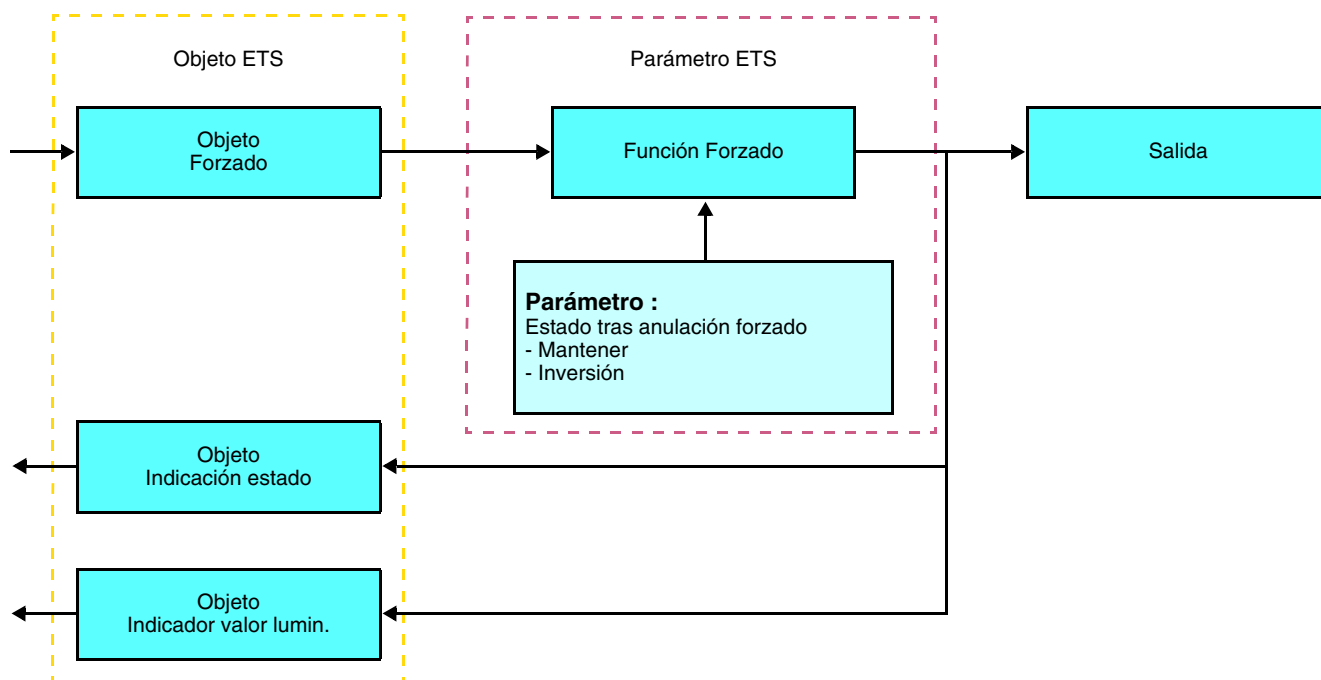 Objeto ETS
Parámetro ETS
Objeto
Forzado
Función Forzado
Salida
Parámetro :
Estado tras anulación forzado
- Mantener
- Inversión
Objeto
Indicación estado
Objeto
Indicador valor lumin.